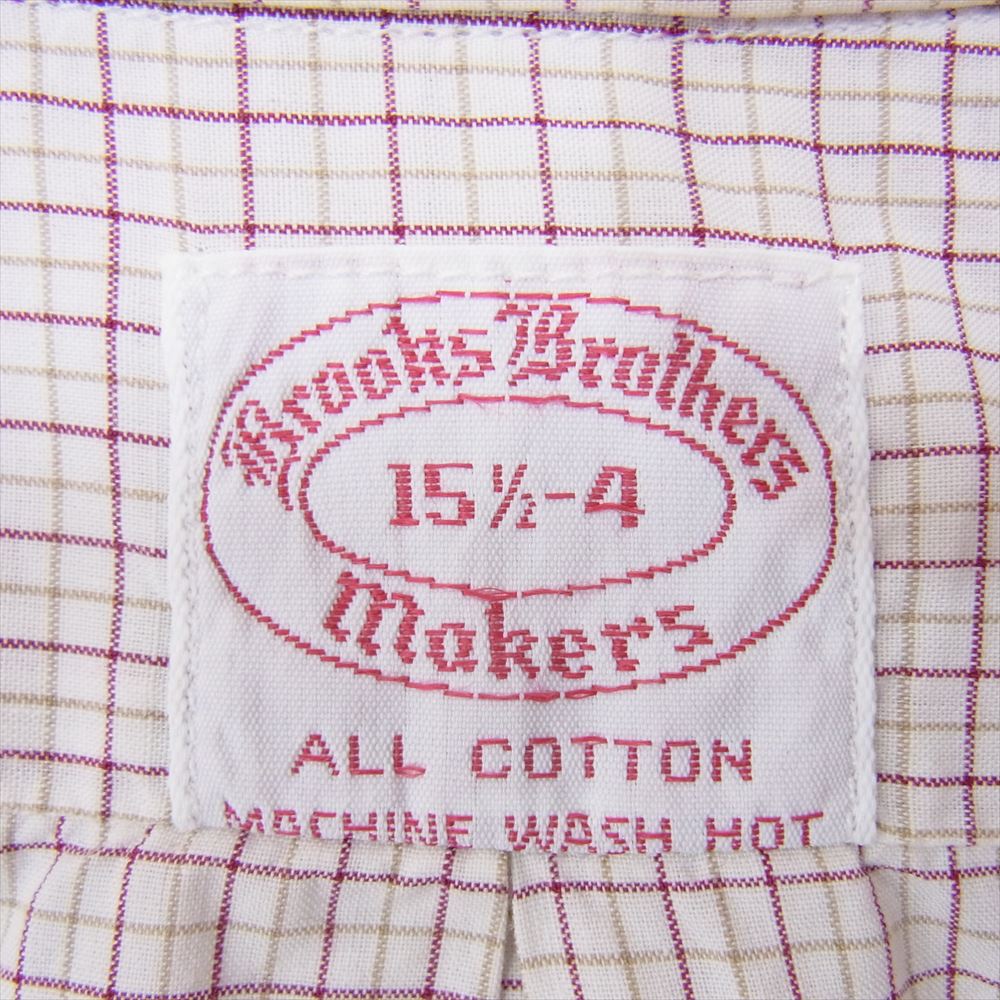 Brooks Brothers
15½-4
Makers
ALL COTTON
MACHINE WASH HOT